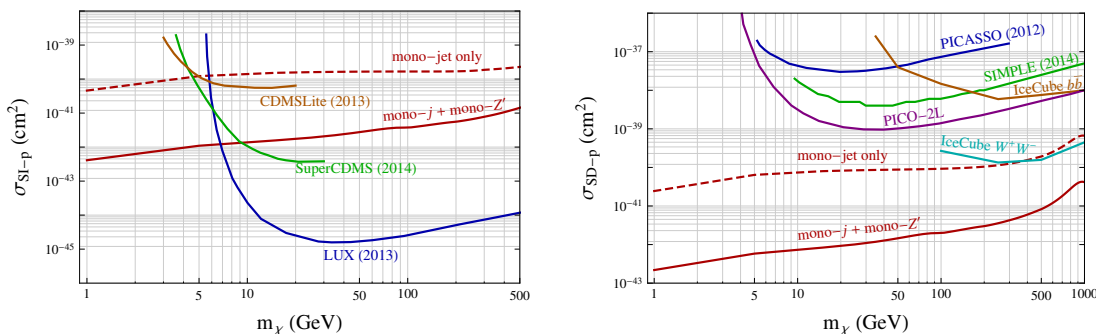 10⁻³⁹
10⁻⁴¹
10⁻⁴³
10⁻⁴⁵
σSI−p (cm²)
mono−jet only
CDMSLite (2013)
mono−j + mono−Z′
SuperCDMS (2014)
LUX (2013)
1 5 10 50 100 500
mχ (GeV)
10⁻³⁷
10⁻³⁹
10⁻⁴¹
10⁻⁴³
σSD−p (cm²)
PICASSO (2012)
SIMPLE (2014)
IceCube bb
PICO−2L
IceCube W⁺W⁻
mono−jet only
mono−j + mono−Z′
1 5 10 50 100 500 1000
mχ (GeV)